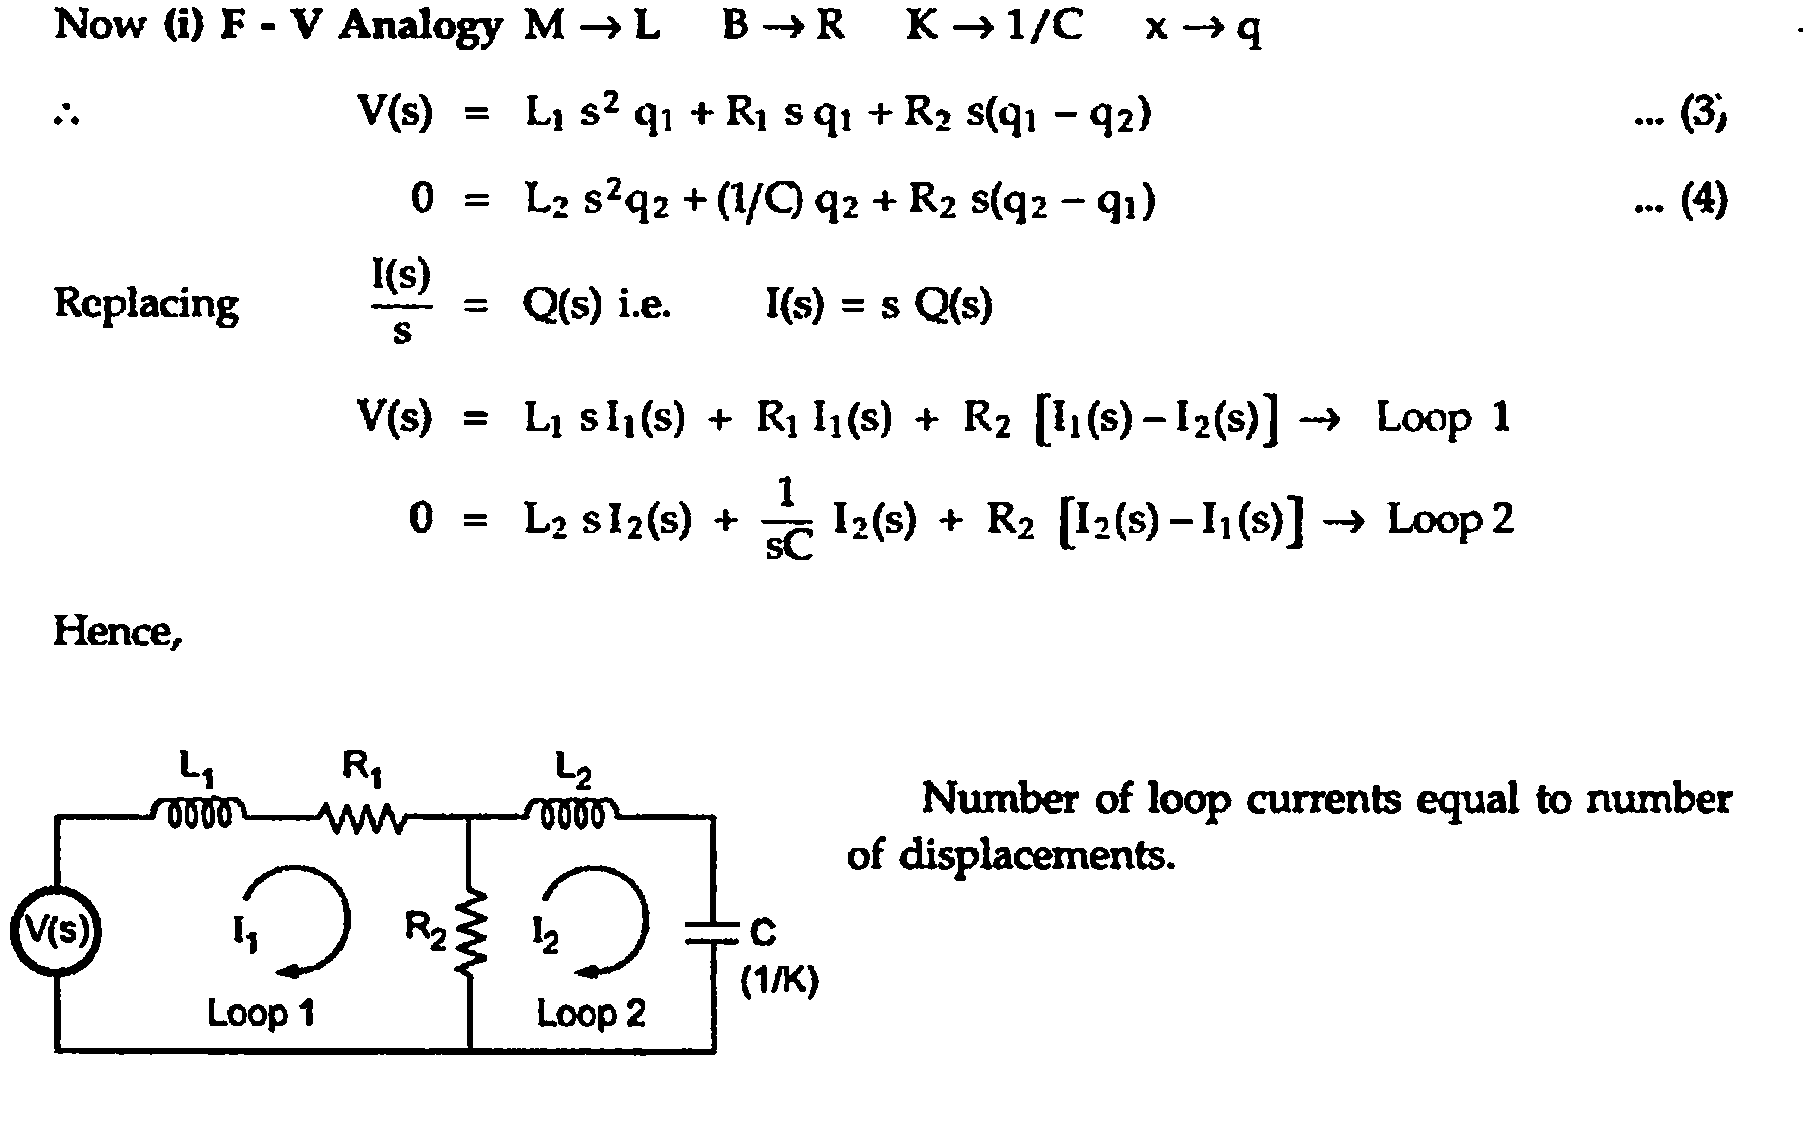 Now (i) F - V Analogy M → L B → R K → 1/C x → q
∴ V(s) = L₁ s² q₁ + R₁ s q₁ + R₂ s(q₁ − q₂) ... (3)
0 = L₂ s²q₂ + (1/C) q₂ + R₂ s(q₂ − q₁) ... (4)
Replacing I(s)/s = Q(s) i.e. I(s) = s Q(s)
V(s) = L₁ s I₁(s) + R₁ I₁(s) + R₂ [I₁(s) − I₂(s)] → Loop 1
0 = L₂ s I₂(s) + 1/sC I₂(s) + R₂ [I₂(s) − I₁(s)] → Loop 2
Hence,
L₁ R₁ L₂
Number of loop currents equal to number
of displacements.
V(s) I₁ R₂ I₂ C
(1/K)
Loop 1 Loop 2